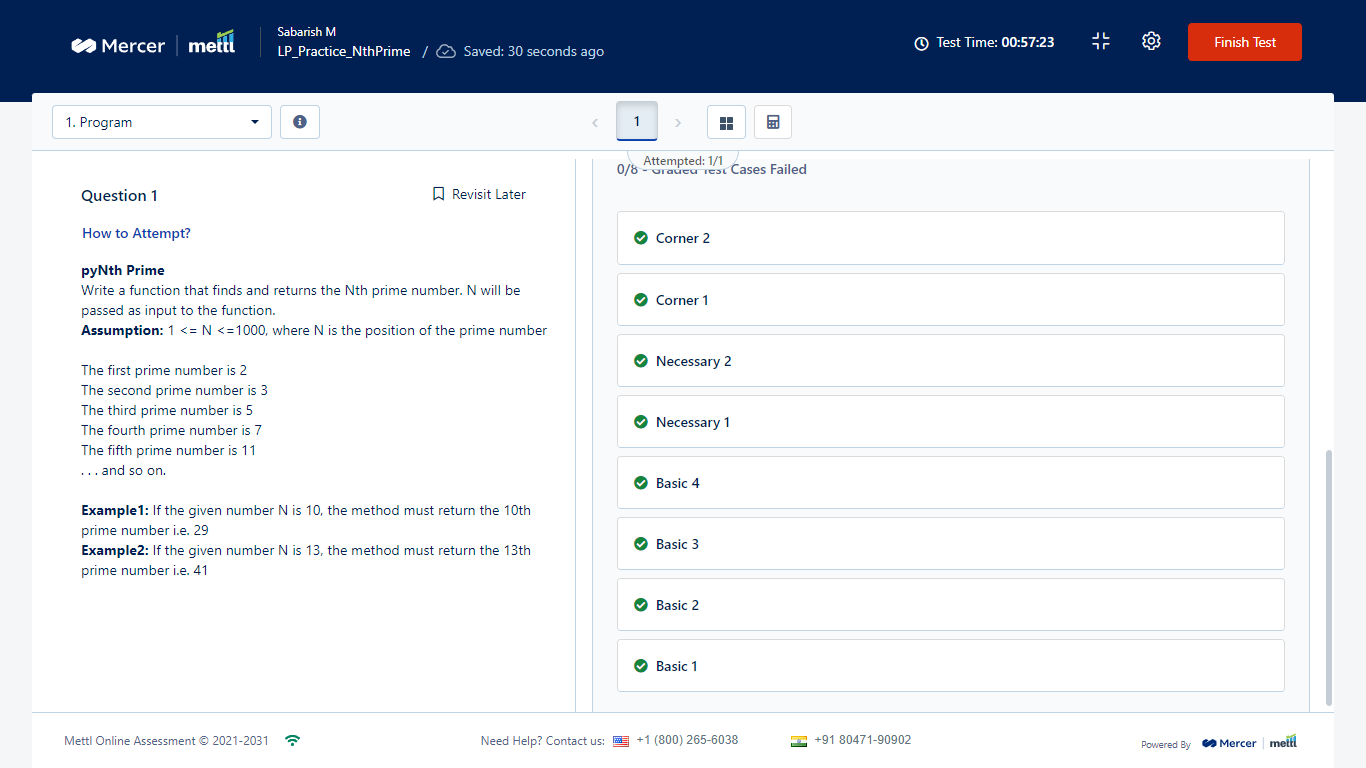 Mercer | mettl
Sabarish M
LP_Practice_NthPrime / Saved: 30 seconds ago
Test Time: 00:57:23
Finish Test
1. Program
1
Attempted: 1/1
Question 1
Revisit Later
How to Attempt?
pyNth Prime
Write a function that finds and returns the Nth prime number. N will be
passed as input to the function.
Assumption: 1 <= N <=1000, where N is the position of the prime number
The first prime number is 2
The second prime number is 3
The third prime number is 5
The fourth prime number is 7
The fifth prime number is 11
. . . and so on.
Example1: If the given number N is 10, the method must return the 10th
prime number i.e. 29
Example2: If the given number N is 13, the method must return the 13th
prime number i.e. 41
0/8 - Graded Test Cases Failed
Corner 2
Corner 1
Necessary 2
Necessary 1
Basic 4
Basic 3
Basic 2
Basic 1
Mettl Online Assessment © 2021-2031
Need Help? Contact us: +1 (800) 265-6038
+91 80471-90902
Powered By Mercer | mettl